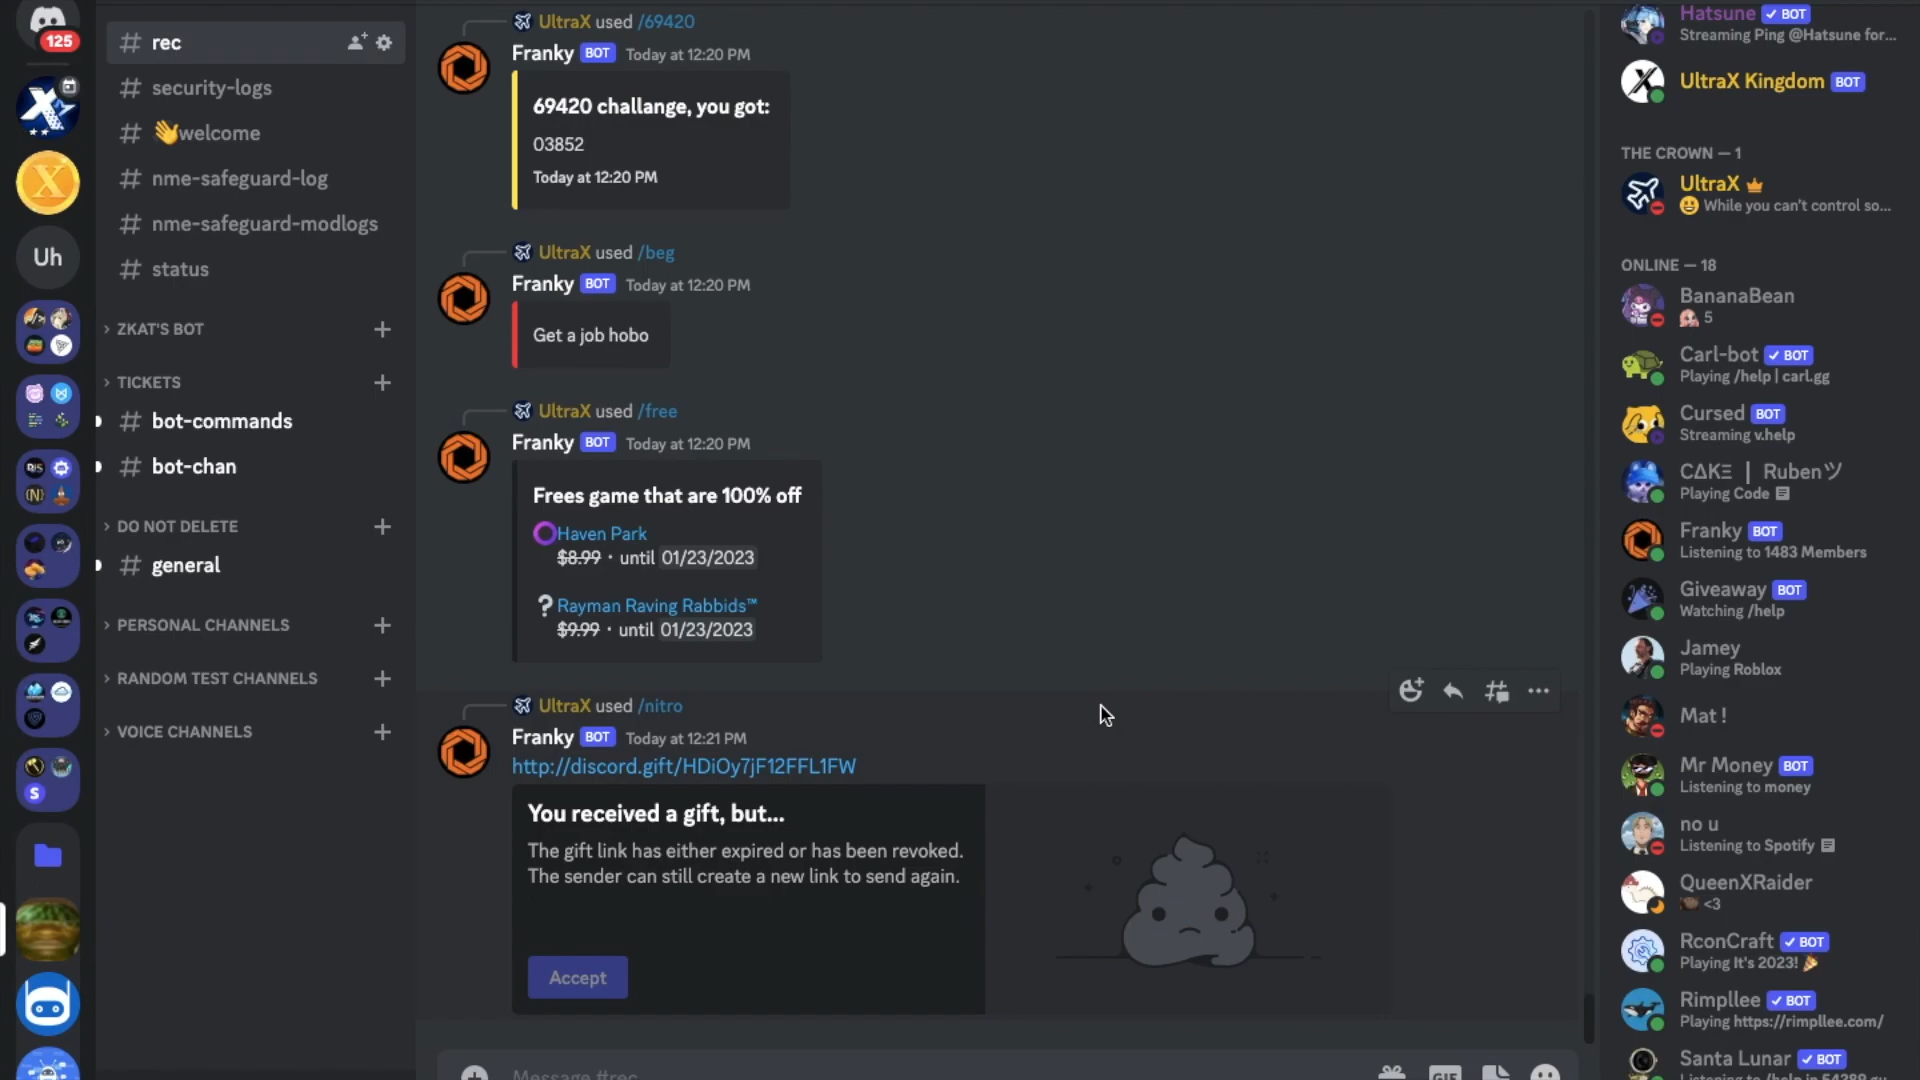 125
Uh
rec
security-logs
👋welcome
nme-safeguard-log
nme-safeguard-modlogs
status
ZKAT'S BOT
TICKETS
bot-commands
bot-chan
DO NOT DELETE
general
PERSONAL CHANNELS
RANDOM TEST CHANNELS
VOICE CHANNELS
UltraX used /69420
Franky BOT Today at 12:20 PM
69420 challange, you got:
03852
Today at 12:20 PM
UltraX used /beg
Franky BOT Today at 12:20 PM
Get a job hobo
UltraX used /free
Franky BOT Today at 12:20 PM
Frees game that are 100% off
Haven Park
$8.99 · until 01/23/2023
Rayman Raving Rabbids™
$9.99 · until 01/23/2023
UltraX used /nitro
Franky BOT Today at 12:21 PM
http://discord.gift/HDiOy7jF12FFL1FW
You received a gift, but...
The gift link has either expired or has been revoked.
The sender can still create a new link to send again.
Accept
Message #rec
GIF
Hatsune ✓ BOT
Streaming Ping @Hatsune for...
UltraX Kingdom BOT
THE CROWN — 1
UltraX
😀 While you can't control so...
ONLINE — 18
BananaBean
5
Carl-bot ✓ BOT
Playing /help | carl.gg
Cursed BOT
Streaming v.help
CΔKΞ | Rubenツ
Playing Code
Franky BOT
Listening to 1483 Members
Giveaway BOT
Watching /help
Jamey
Playing Roblox
Mat !
Mr Money BOT
Listening to money
no u
Listening to Spotify
QueenXRaider
<3
RconCraft ✓ BOT
Playing It's 2023! 🎉
Rimpllee ✓ BOT
Playing https://rimpllee.com/
Santa Lunar ✓ BOT